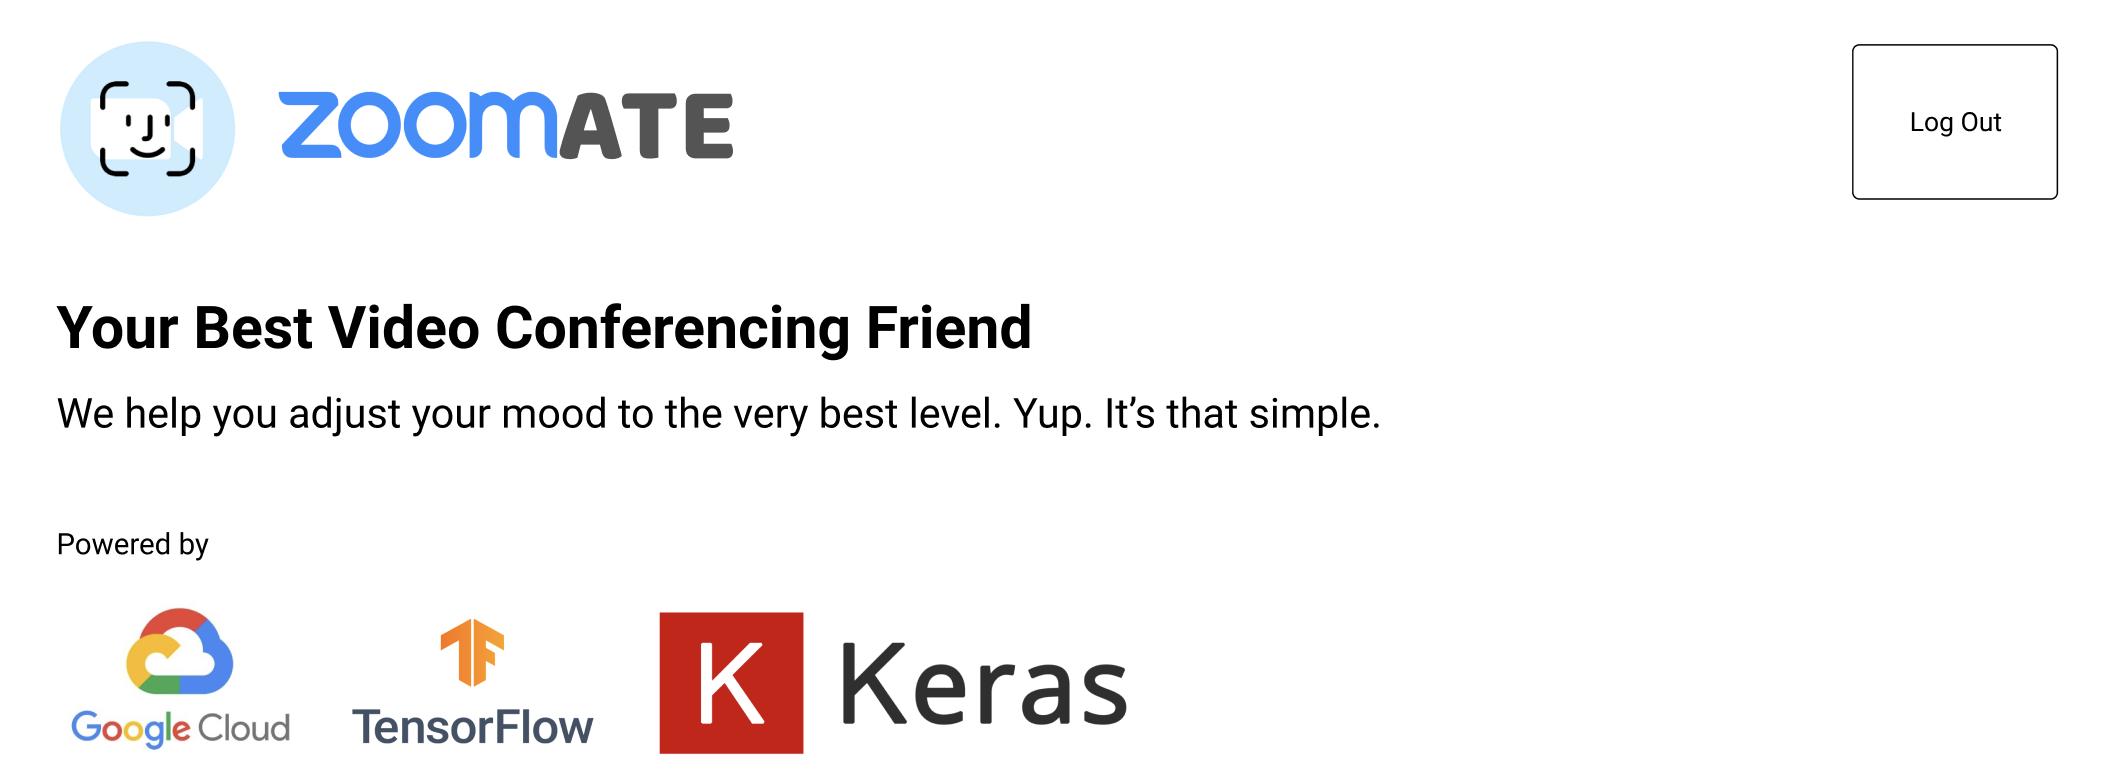 zoomATE
Log Out
Your Best Video Conferencing Friend
We help you adjust your mood to the very best level. Yup. It’s that simple.
Powered by
Google Cloud
TensorFlow
K Keras